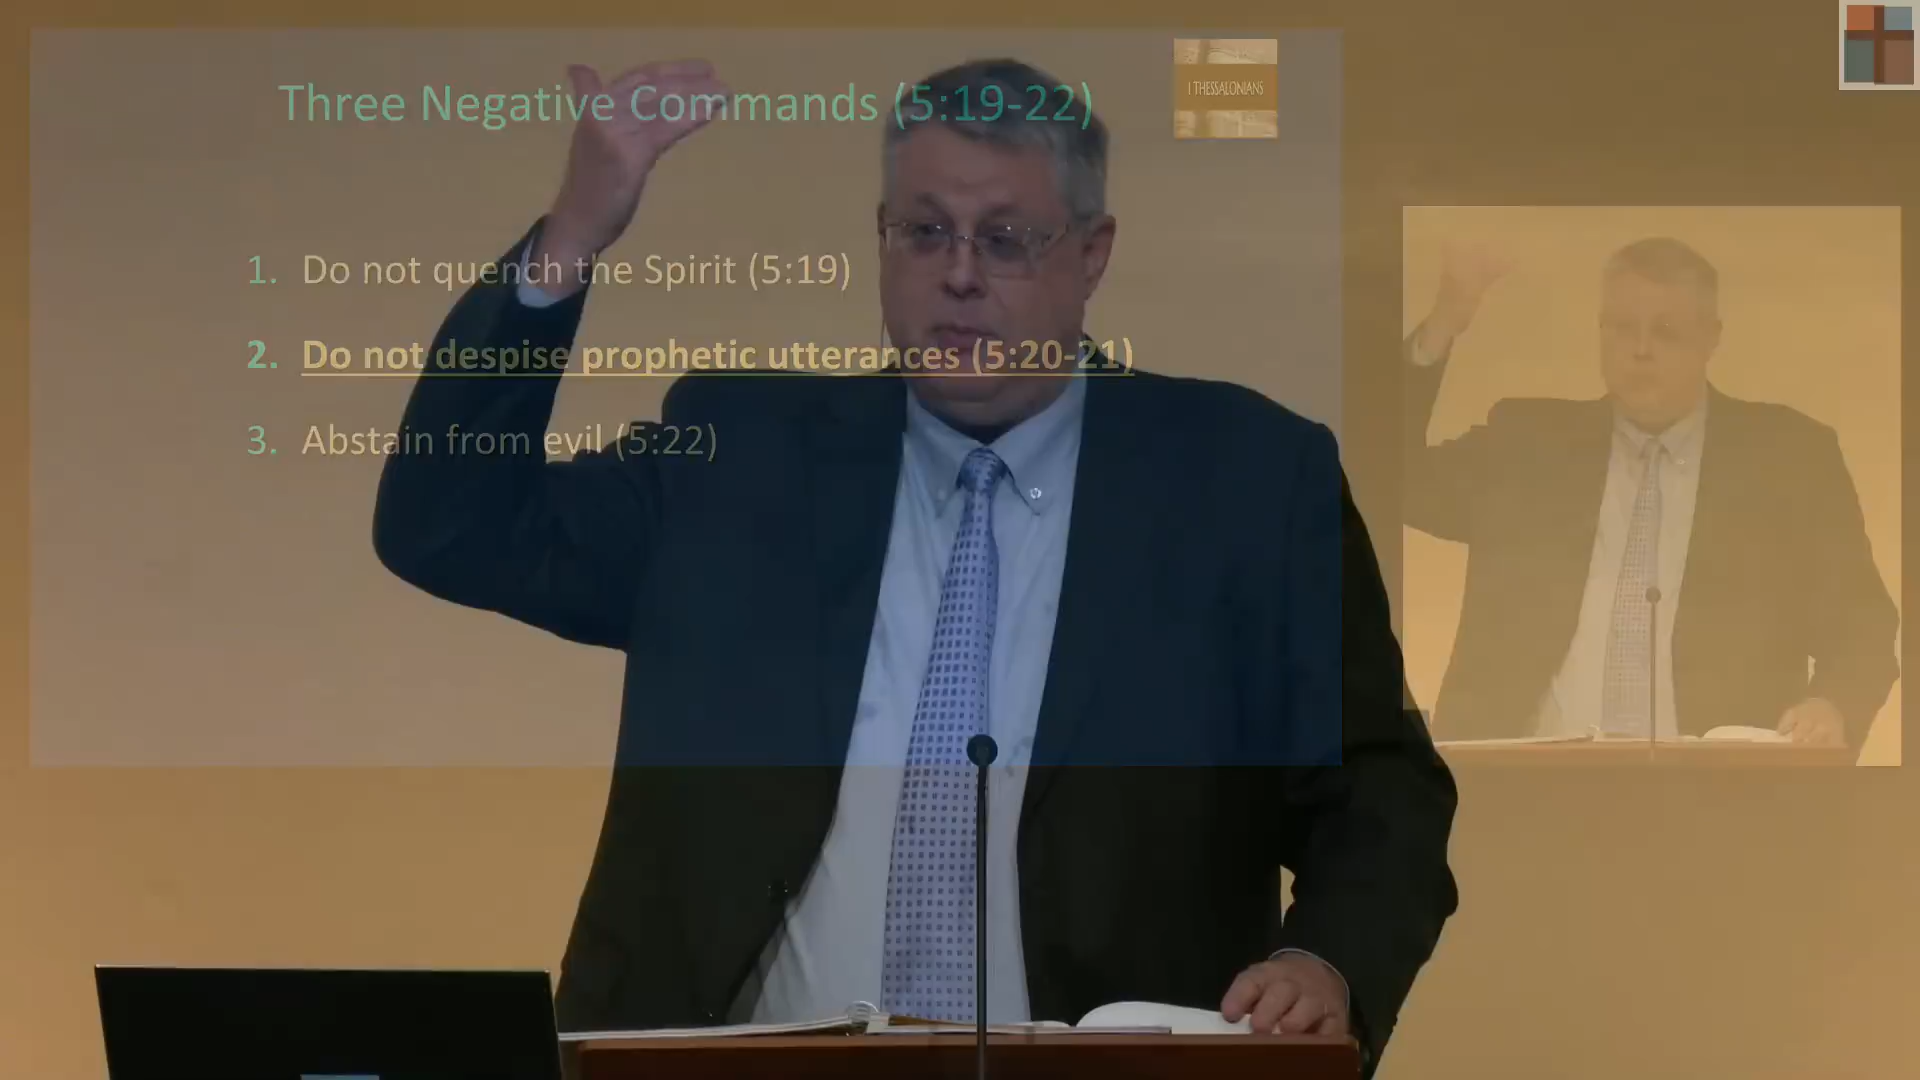 Three Negative Commands (5:19-22)
I THESSALONIANS
1. Do not quench the Spirit (5:19)
2. Do not despise prophetic utterances (5:20-21)
3. Abstain from evil (5:22)